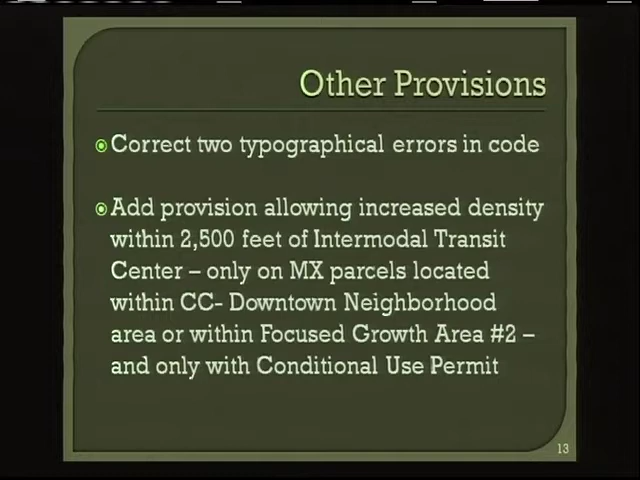 Other Provisions
Correct two typographical errors in code
Add provision allowing increased density
within 2,500 feet of Intermodal Transit
Center – only on MX parcels located
within CC- Downtown Neighborhood
area or within Focused Growth Area #2 –
and only with Conditional Use Permit
13